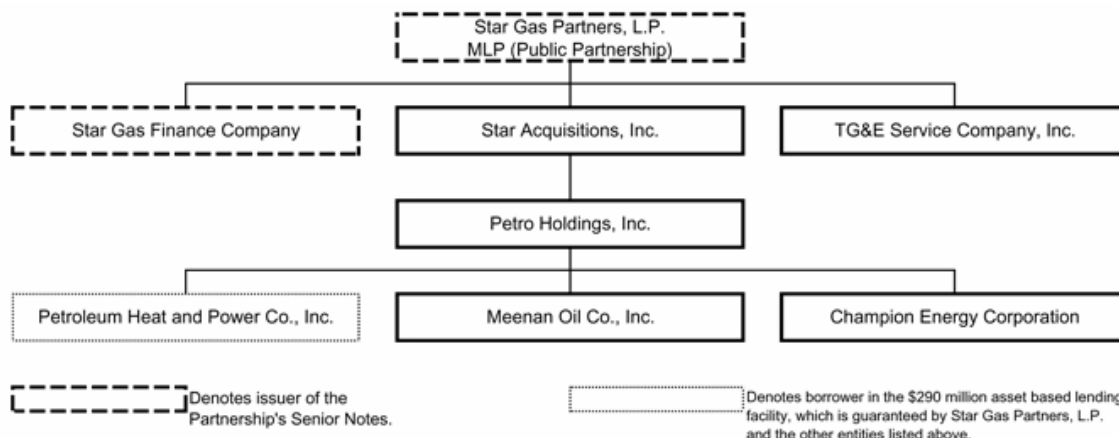 Star Gas Partners, L.P.
MLP (Public Partnership)
Star Gas Finance Company
Star Acquisitions, Inc.
TG&E Service Company, Inc.
Petro Holdings, Inc.
Petroleum Heat and Power Co., Inc.
Meenan Oil Co., Inc.
Champion Energy Corporation
Denotes issuer of the
Partnership's Senior Notes.
Denotes borrower in the $290 million asset based lending
facility, which is guaranteed by Star Gas Partners, L.P.
and the other entities listed above.